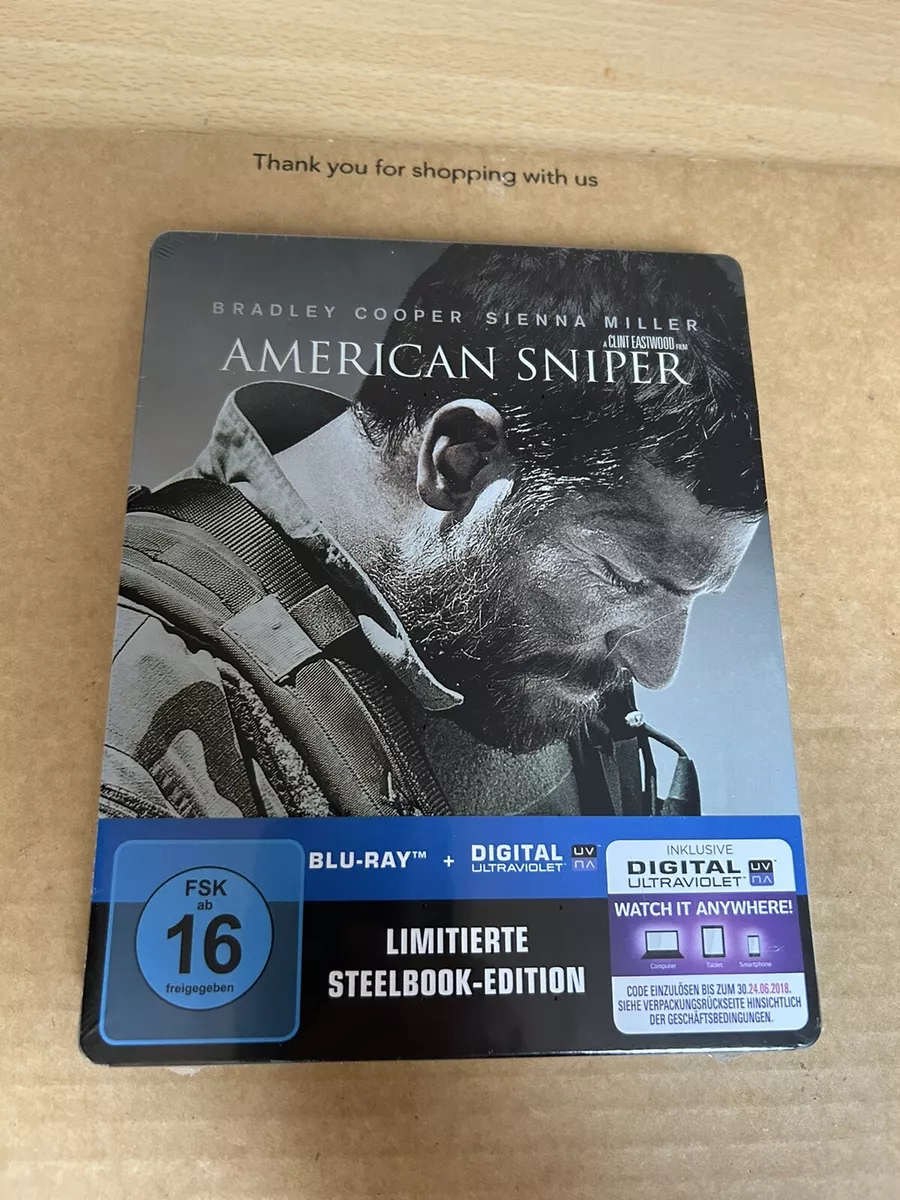 Thank you for shopping with us
BRADLEY COOPER SIENNA MILLER
A CLINT EASTWOOD FILM
AMERICAN SNIPER
BLU-RAY™ + DIGITAL ULTRAVIOLET™ UV
FSK
ab
16
freigegeben
LIMITIERTE
STEELBOOK-EDITION
INKLUSIVE
DIGITAL UV
ULTRAVIOLET™
WATCH IT ANYWHERE!
Computer Tablet Smartphone
CODE EINZULÖSEN BIS ZUM 30.24.06.2018.
SIEHE VERPACKUNGSRÜCKSEITE HINSICHTLICH
DER GESCHÄFTSBEDINGUNGEN.